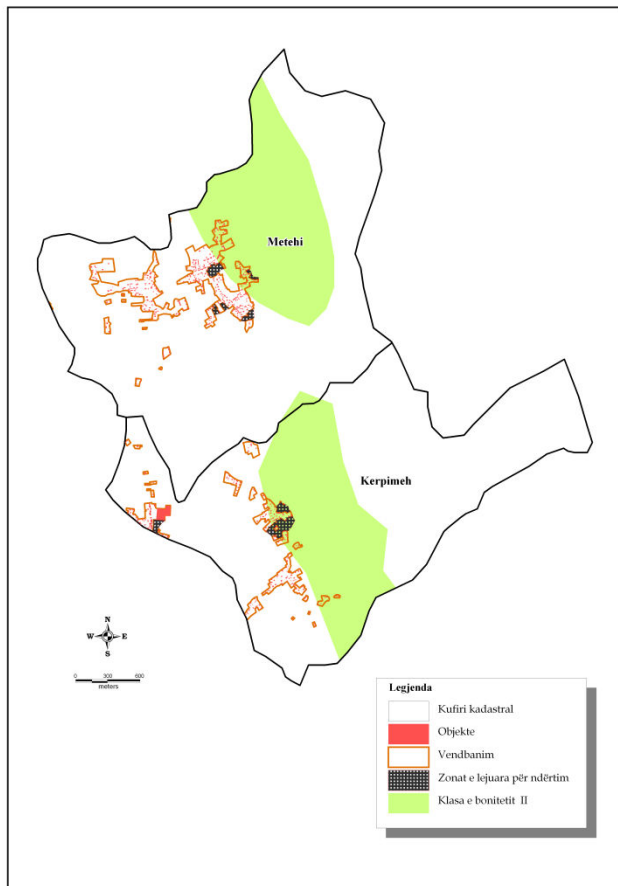 Metehi
Kerpimeh
N
W E
S
0 300 600
meters
Legjenda
Kufiri kadastral
Objekte
Vendbanim
Zonat e lejuara për ndërtim
Klasa e bonitetit II